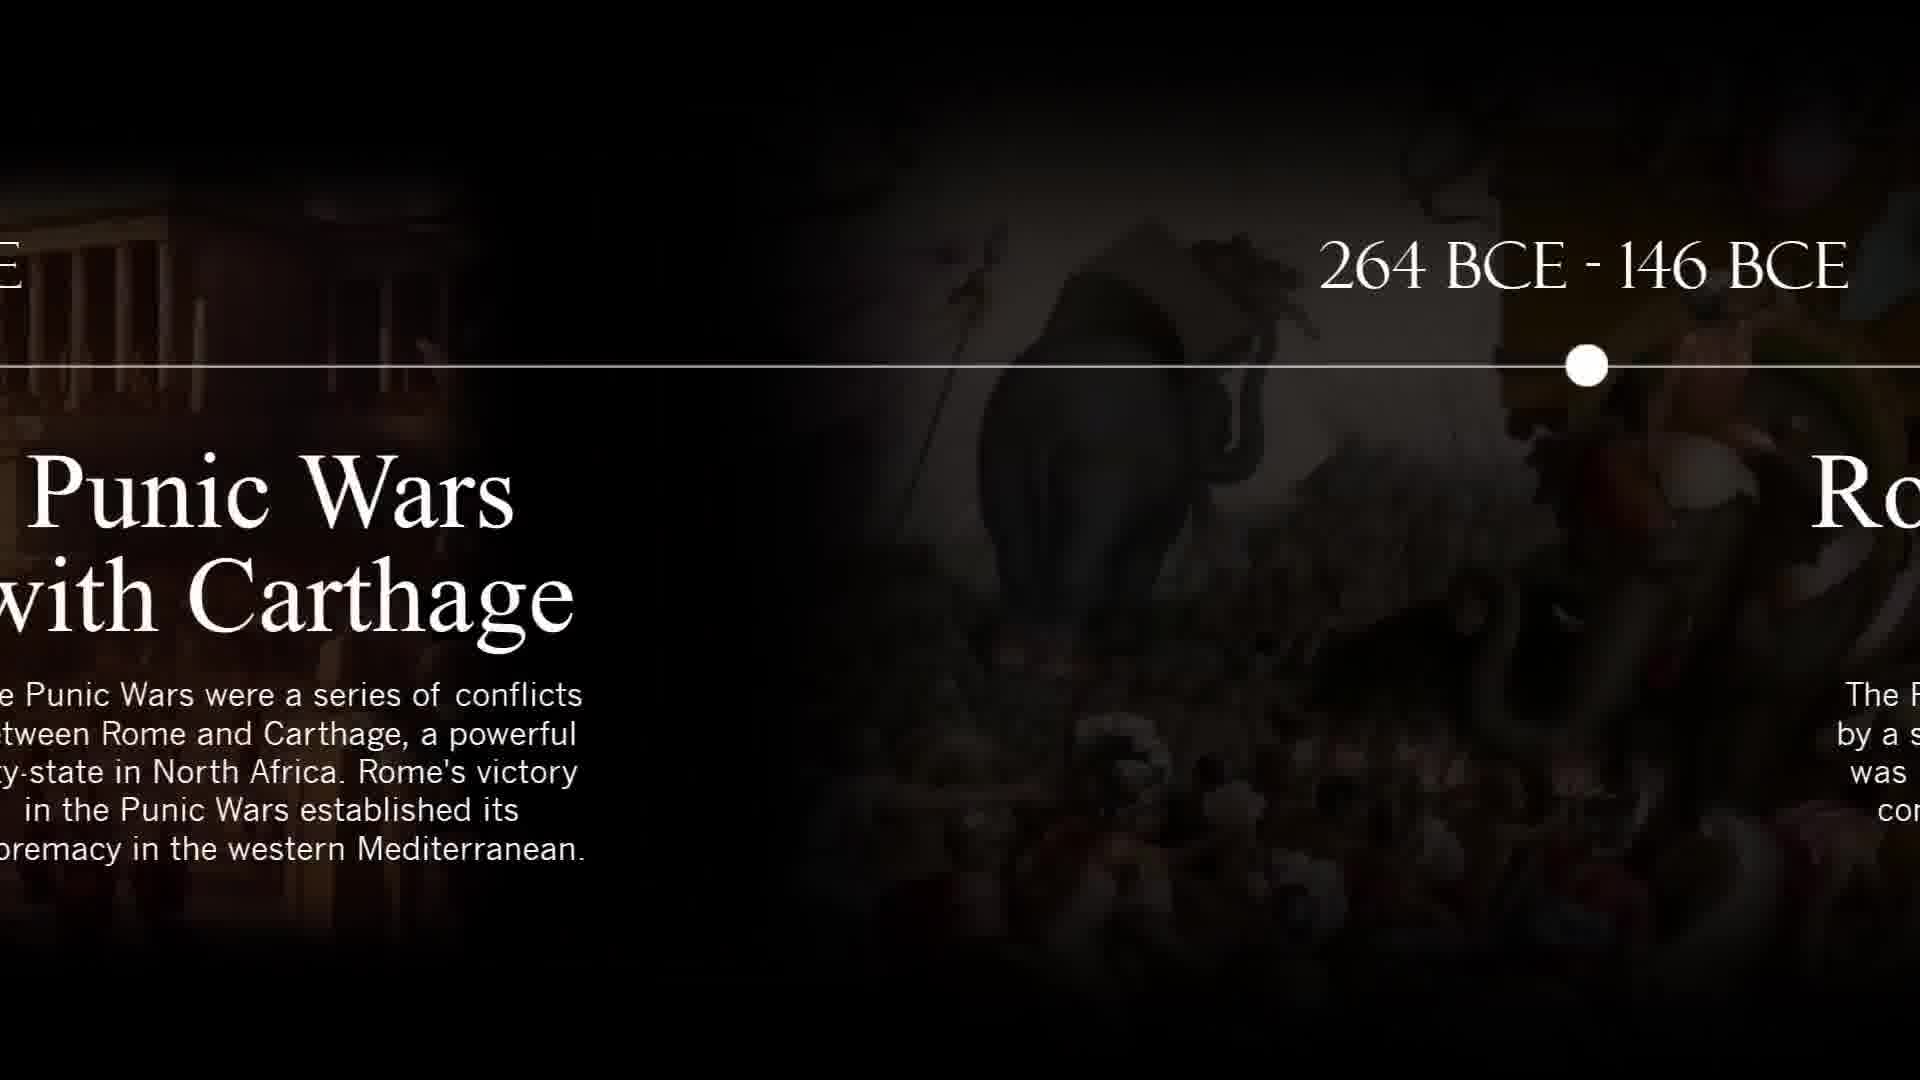 E
264 BCE - 146 BCE
Punic Wars
with Carthage
e Punic Wars were a series of conflicts
etween Rome and Carthage, a powerful
ty-state in North Africa. Rome's victory
in the Punic Wars established its
premacy in the western Mediterranean.
Ro
The
by a s
was
con